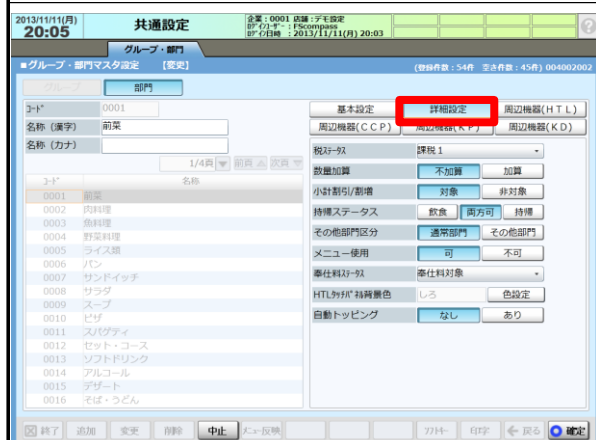 2013/11/11(月)
20:05
共通設定
企業：0001 店舗：デモ設定
ﾛｸﾞｲﾝﾕｰｻﾞｰ：FScompass
ﾛｸﾞｲﾝ日時：2013/11/11(月) 20:03
グループ・部門
■グループ・部門マスタ設定 【変更】
(登録件数：54件 空き件数：45件) 004002002
グループ 部門
ｺｰﾄﾞ 0001
名称（漢字） 前菜
名称（カナ）
1/4頁 前頁 次頁
ｺｰﾄﾞ 名称
0001 前菜
0002 肉料理
0003 魚料理
0004 野菜料理
0005 ライス類
0006 パン
0007 サンドイッチ
0008 サラダ
0009 スープ
0010 ピザ
0011 スパゲティ
0012 セット・コース
0013 ソフトドリンク
0014 アルコール
0015 デザート
0016 そば・うどん
基本設定 詳細設定 周辺機器(HTL)
周辺機器(CCP) 周辺機器(KP) 周辺機器(KD)
税ｽﾃｰﾀｽ 課税1
数量加算 不加算 加算
小計割引/割増 対象 非対象
持帰ステータス 飲食 両方可 持帰
その他部門区分 通常部門 その他部門
メニュー使用 可 不可
奉仕料ｽﾃｰﾀｽ 奉仕料対象
HTLﾀｯﾁﾊﾟﾈﾙ背景色 しろ 色設定
自動トッピング なし あり
終了 追加 変更 削除 中止 ﾒﾆｭｰ反映 ﾌｧﾝｸｼｮﾝ 印字 戻る 確定